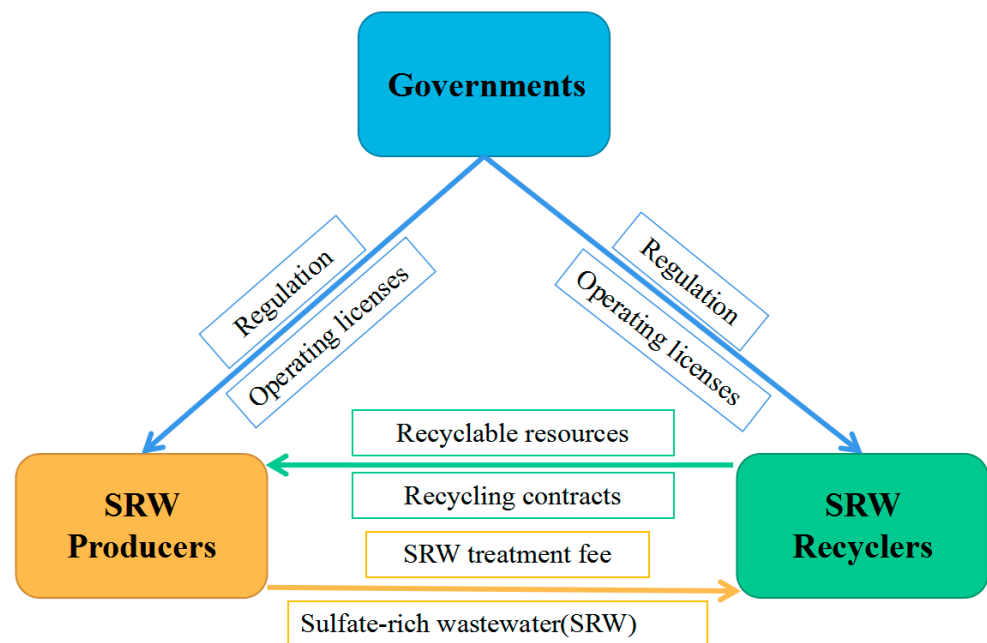 Governments
Regulation
Operating licenses
Regulation
Operating licenses
Recyclable resources
Recycling contracts
SRW
Producers
SRW
Recyclers
SRW treatment fee
Sulfate-rich wastewater(SRW)